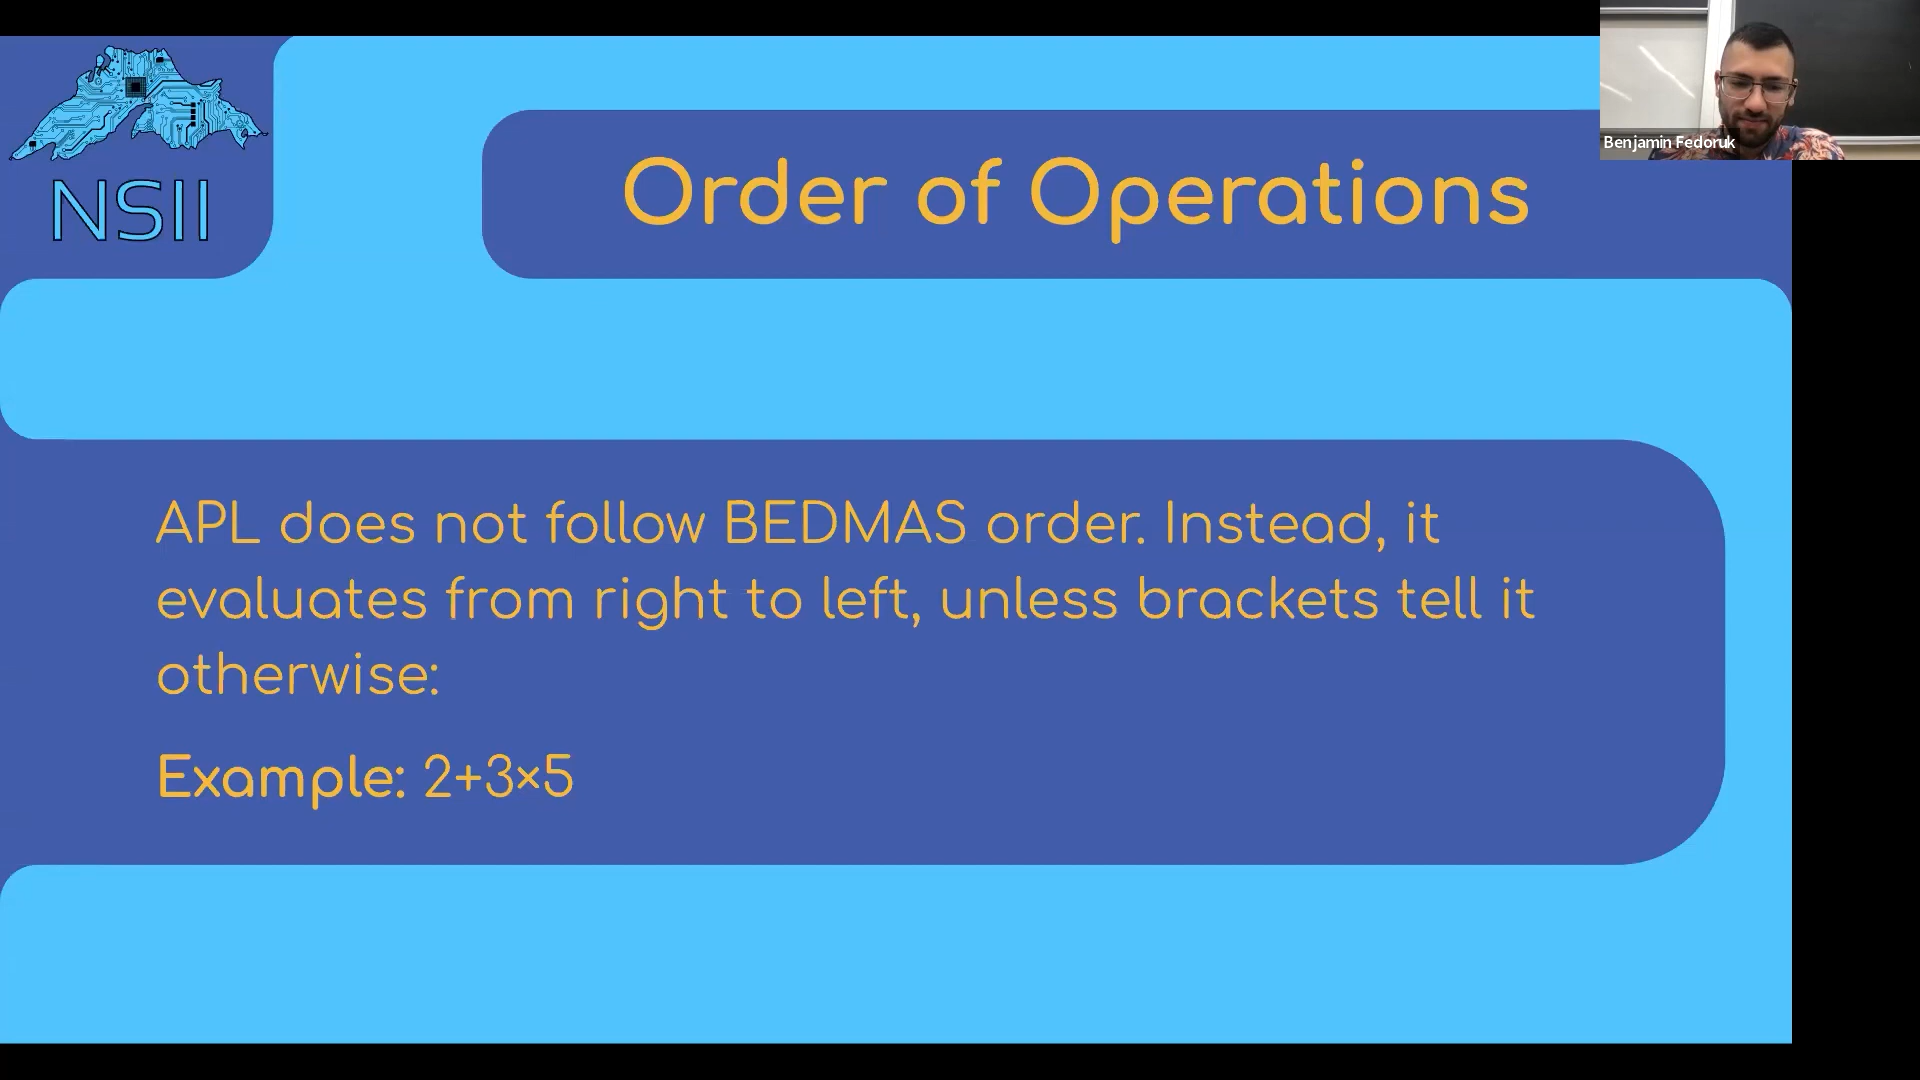 NSII
Order of Operations
Benjamin Fedoruk
APL does not follow BEDMAS order. Instead, it
evaluates from right to left, unless brackets tell it
otherwise:
Example: 2+3×5